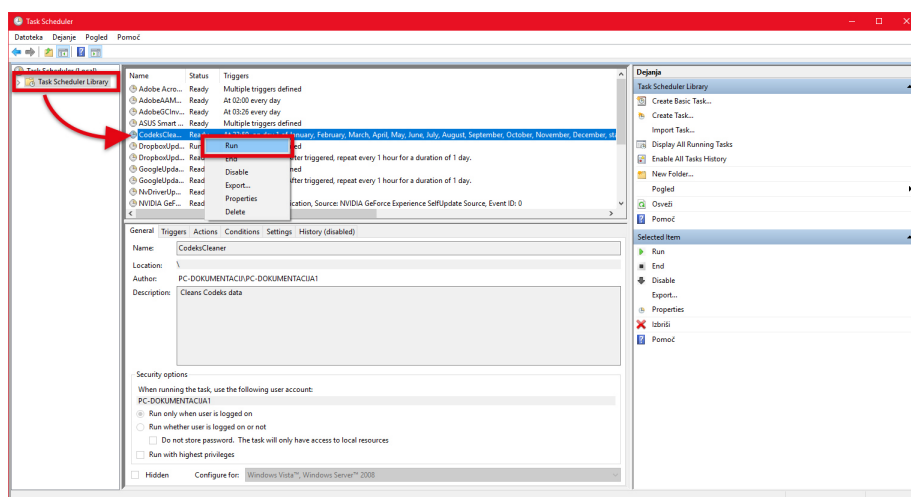 Task Scheduler
Datoteka Dejanje Pogled Pomoč
Task Scheduler Library
Name Status Triggers
Adobe Acro... Ready Multiple triggers defined
AdobeAAM... Ready At 02:00 every day
AdobeGCInv... Ready At 03:26 every day
ASUS Smart ... Ready Multiple triggers defined
CodeksClea... January, February, March, April, May, June, July, August, September, October, November, December,
DropboxUpd...
DropboxUpd... Read After triggered, repeat every 1 hour for a duration of 1 day.
GoogleUpda...
GoogleUpda... Read After triggered, repeat every 1 hour for a duration of 1 day.
NvDriverUp... Read
NVIDIA GeF... Read ication, Source: NVIDIA GeForce Experience SelfUpdate Source, Event ID: 0
Run
End
Disable
Export...
Properties
Delete
General Triggers Actions Conditions Settings History (disabled)
Name: CodeksCleaner
Location: \
Author: PC-DOKUMENTACIJ\PC-DOKUMENTACIJA1
Description: Cleans Codeks data
Security options
When running the task, use the following user account:
PC-DOKUMENTACIJA1
Run only when user is logged on
Run whether user is logged on or not
Do not store password. The task will only have access to local resources
Run with highest privileges
Hidden Configure for: Windows Vista™, Windows Server™ 2008
Dejanja
Task Scheduler Library
Create Basic Task...
Create Task...
Import Task...
Display All Running Tasks
Enable All Tasks History
New Folder...
Pogled
Osveži
Pomoč
Selected Item
Run
End
Disable
Export...
Properties
Izbriši
Pomoč